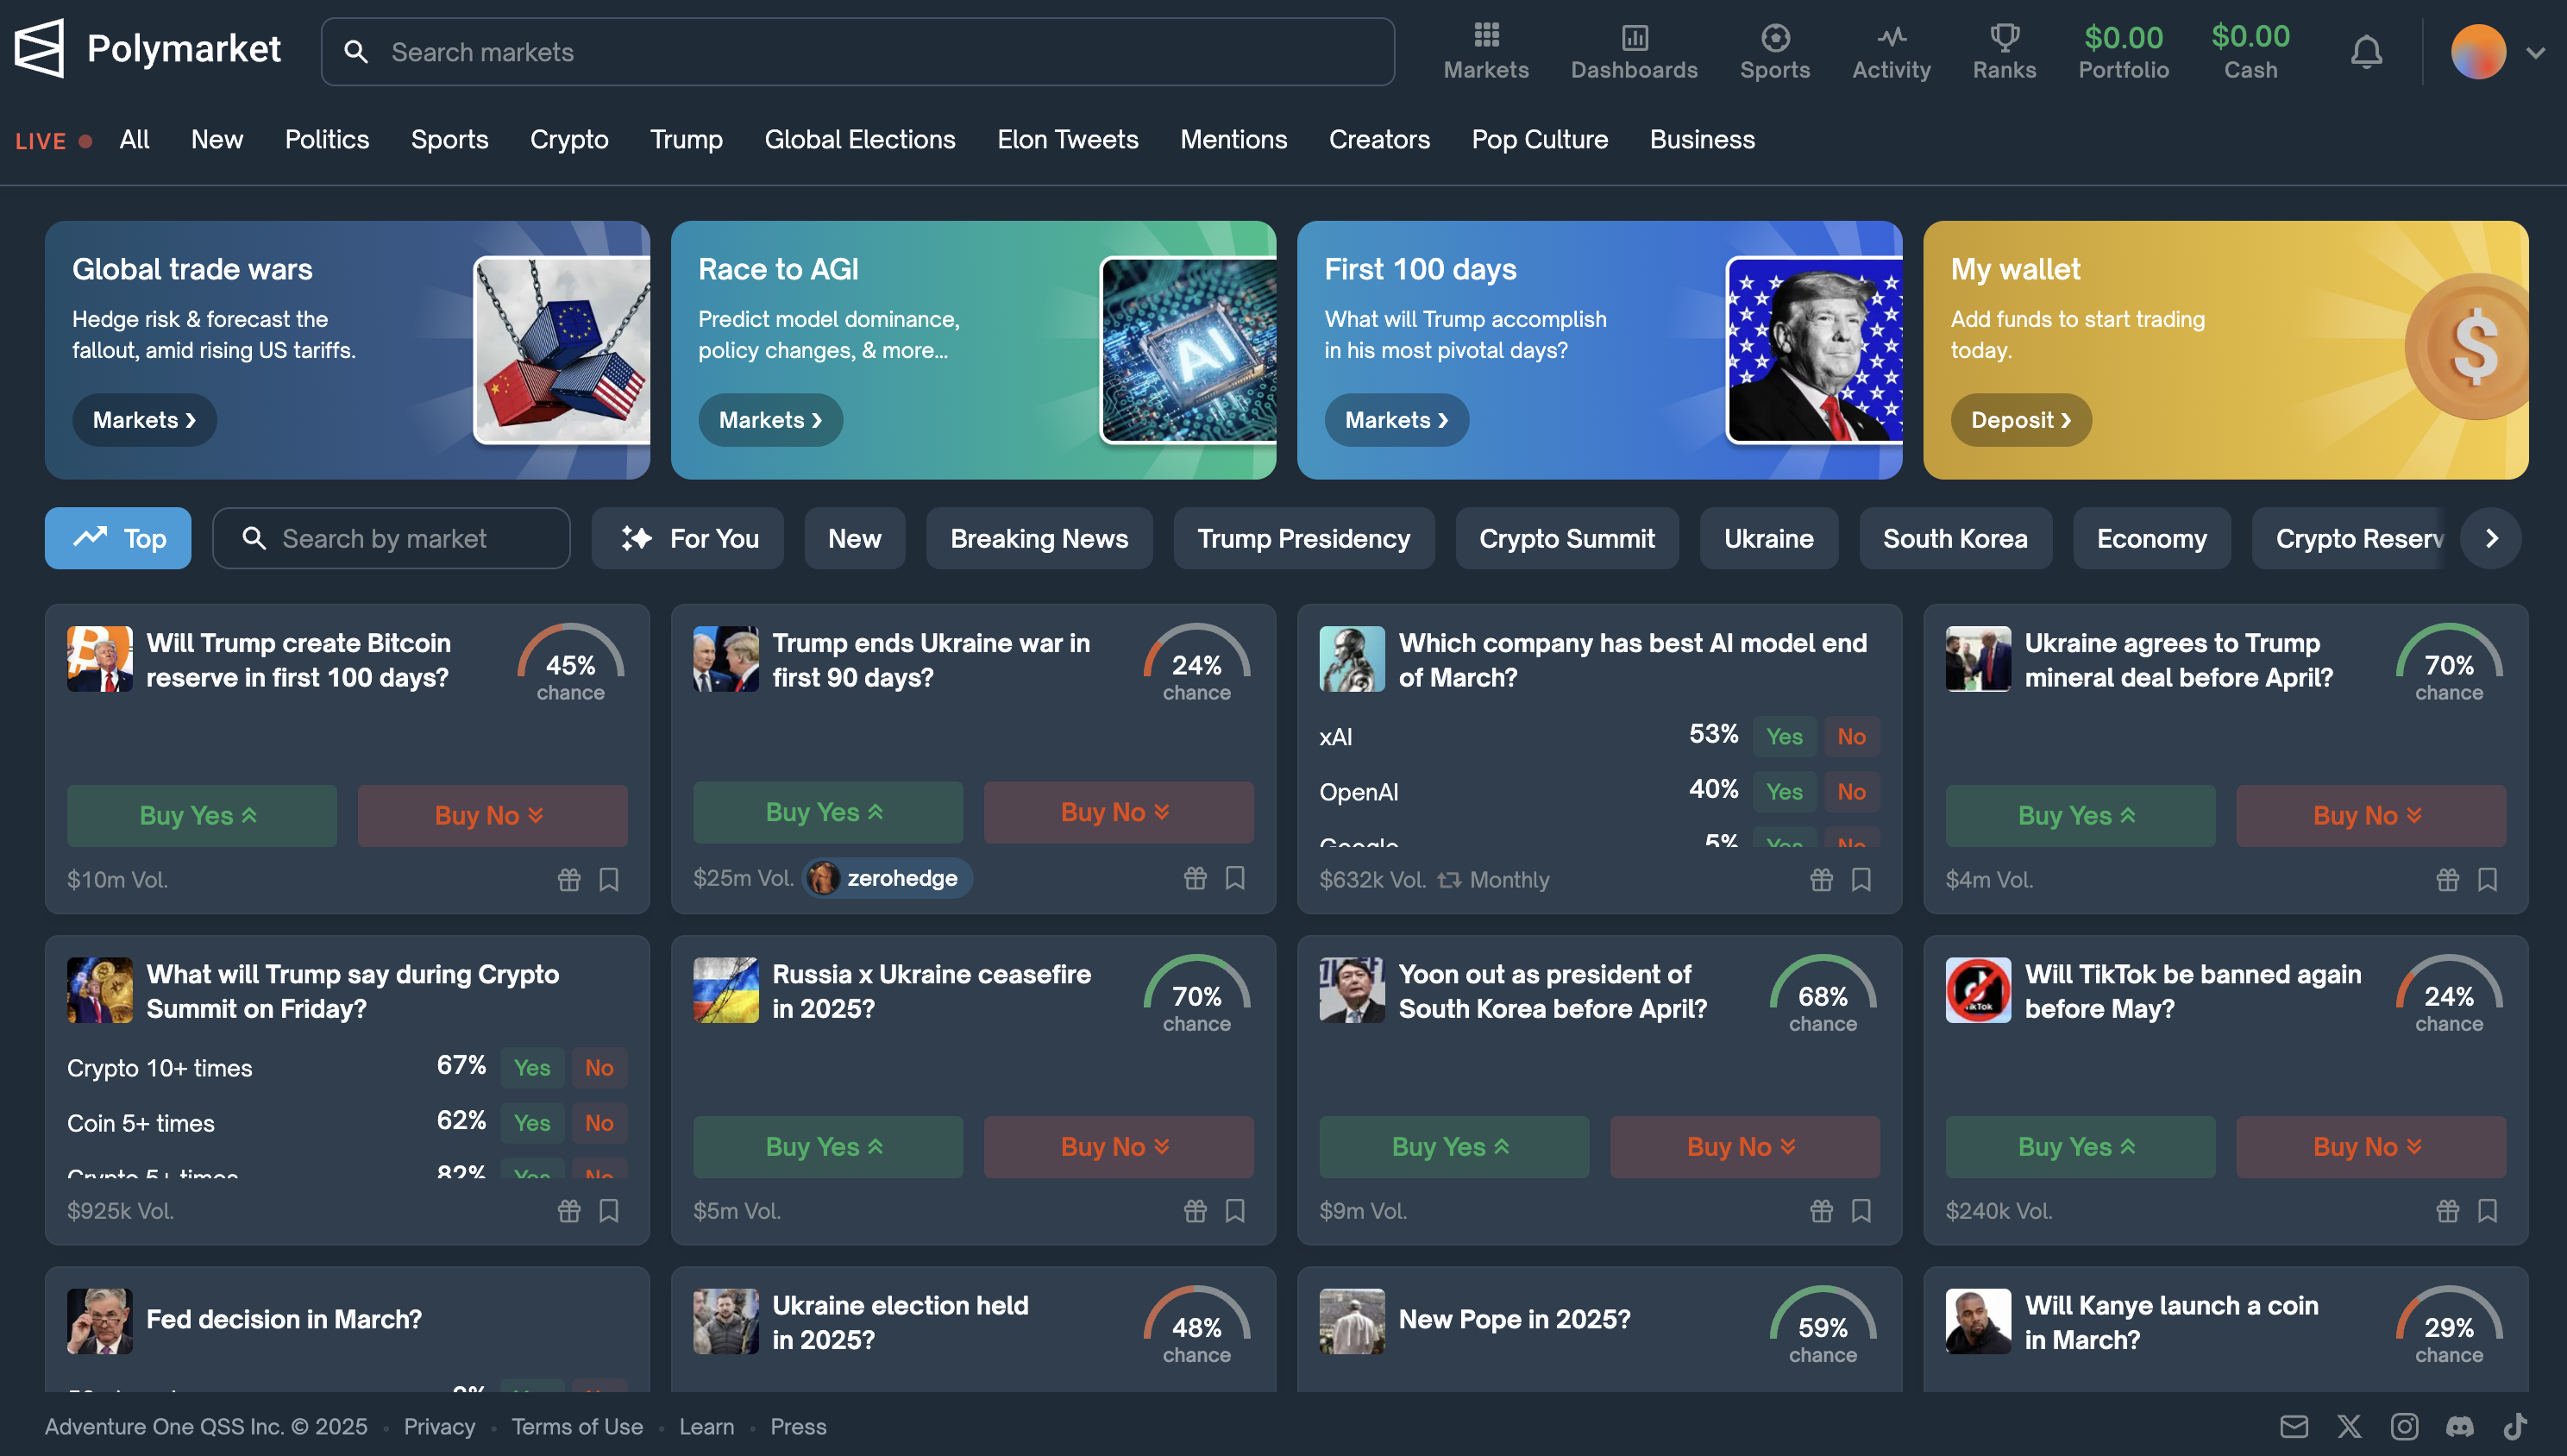 Polymarket
Search markets
Markets
Dashboards
Sports
Activity
Ranks
$0.00
Portfolio
$0.00
Cash
LIVE
All
New
Politics
Sports
Crypto
Trump
Global Elections
Elon Tweets
Mentions
Creators
Pop Culture
Business
Global trade wars
Hedge risk & forecast the
fallout, amid rising US tariffs.
Markets ›
Race to AGI
Predict model dominance,
policy changes, & more...
Markets ›
AI
First 100 days
What will Trump accomplish
in his most pivotal days?
Markets ›
My wallet
Add funds to start trading
today.
Deposit ›
$
Top
Search by market
For You
New
Breaking News
Trump Presidency
Crypto Summit
Ukraine
South Korea
Economy
Crypto Reserv
Will Trump create Bitcoin
reserve in first 100 days?
45%
chance
Buy Yes
Buy No
$10m Vol.
Trump ends Ukraine war in
first 90 days?
24%
chance
Buy Yes
Buy No
$25m Vol.
zerohedge
Which company has best AI model end
of March?
xAI 53% Yes No
OpenAI 40% Yes No
Google 5% Yes No
$632k Vol. Monthly
Ukraine agrees to Trump
mineral deal before April?
70%
chance
Buy Yes
Buy No
$4m Vol.
What will Trump say during Crypto
Summit on Friday?
Crypto 10+ times 67% Yes No
Coin 5+ times 62% Yes No
Crypto 5+ times 82% Yes No
$925k Vol.
Russia x Ukraine ceasefire
in 2025?
70%
chance
Buy Yes
Buy No
$5m Vol.
Yoon out as president of
South Korea before April?
68%
chance
Buy Yes
Buy No
$9m Vol.
TikTok
Will TikTok be banned again
before May?
24%
chance
Buy Yes
Buy No
$240k Vol.
Fed decision in March?
Ukraine election held
in 2025?
48%
chance
New Pope in 2025?
59%
chance
Will Kanye launch a coin
in March?
29%
chance
Adventure One QSS Inc. © 2025
Privacy
Terms of Use
Learn
Press